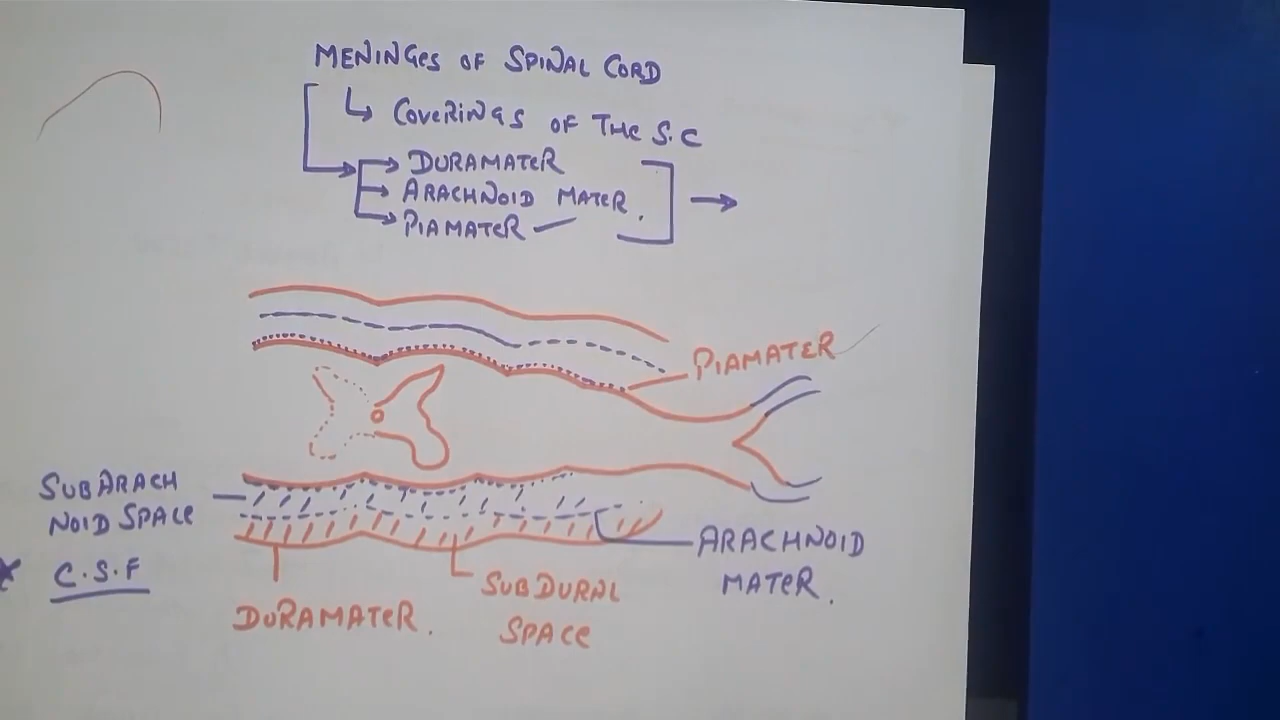 MENINGES OF SPINAL CORD
COVERINGS OF THE S.C
DURAMATER
ARACHNOID MATER.
PIAMATER
PIAMATER
SUBARACH
NOID SPACE
C.S.F
ARACHNOID
MATER.
SUBDURAL
SPACE
DURAMATER.